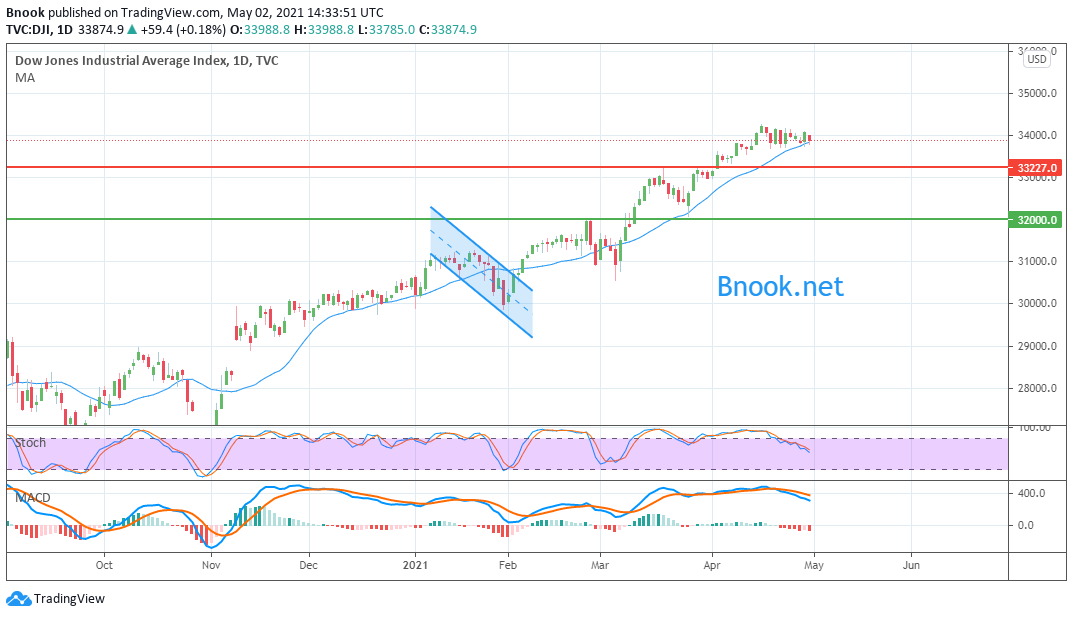 Bnook published on TradingView.com, May 02, 2021 14:33:51 UTC
TVC:DJI, 1D 33874.9 ▲ +59.4 (+0.18%) O:33988.8 H:33988.8 L:33785.0 C:33874.9
Dow Jones Industrial Average Index, 1D, TVC
MA
USD
35000.0
34000.0
33227.0
33000.0
32000.0
31000.0
Bnook.net
30000.0
29000.0
28000.0
100.00
Stoch
MACD
400.0
0.0
Oct Nov Dec 2021 Feb Mar Apr May Jun
TradingView